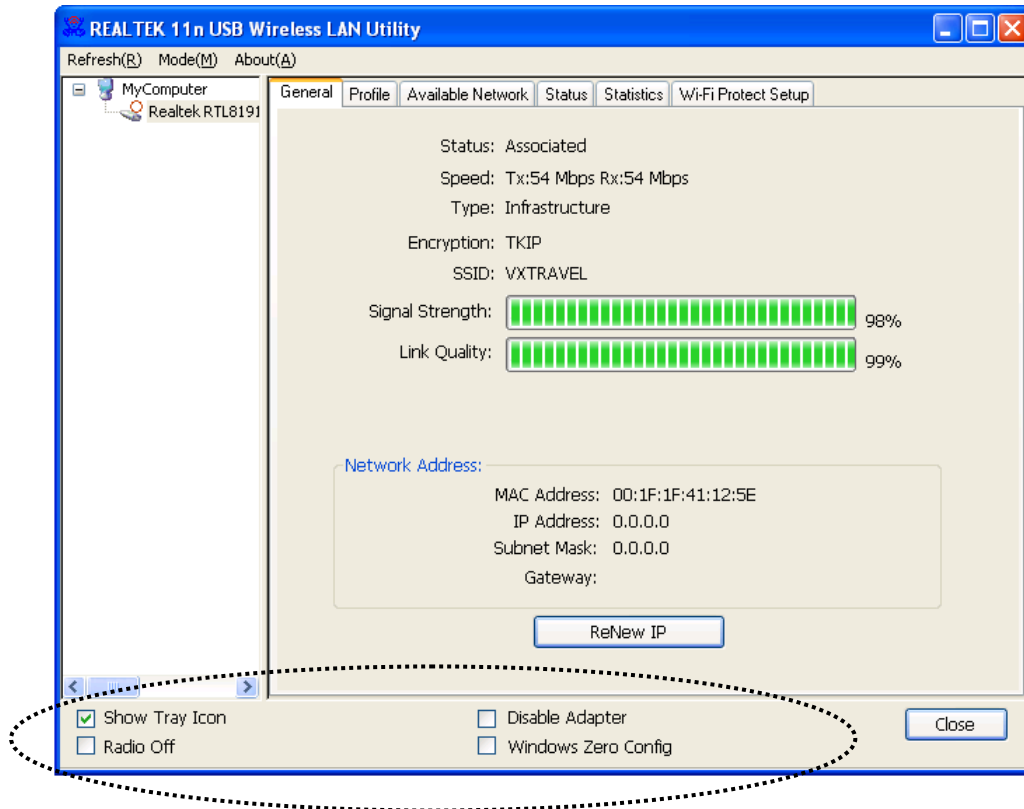 REALTEK 11n USB Wireless LAN Utility
Refresh(R) Mode(M) About(A)
MyComputer
Realtek RTL8191
General Profile Available Network Status Statistics Wi-Fi Protect Setup
Status: Associated
Speed: Tx:54 Mbps Rx:54 Mbps
Type: Infrastructure
Encryption: TKIP
SSID: VXTRAVEL
Signal Strength: 98%
Link Quality: 99%
Network Address:
MAC Address: 00:1F:1F:41:12:5E
IP Address: 0.0.0.0
Subnet Mask: 0.0.0.0
Gateway:
ReNew IP
Show Tray Icon Disable Adapter Close
Radio Off Windows Zero Config